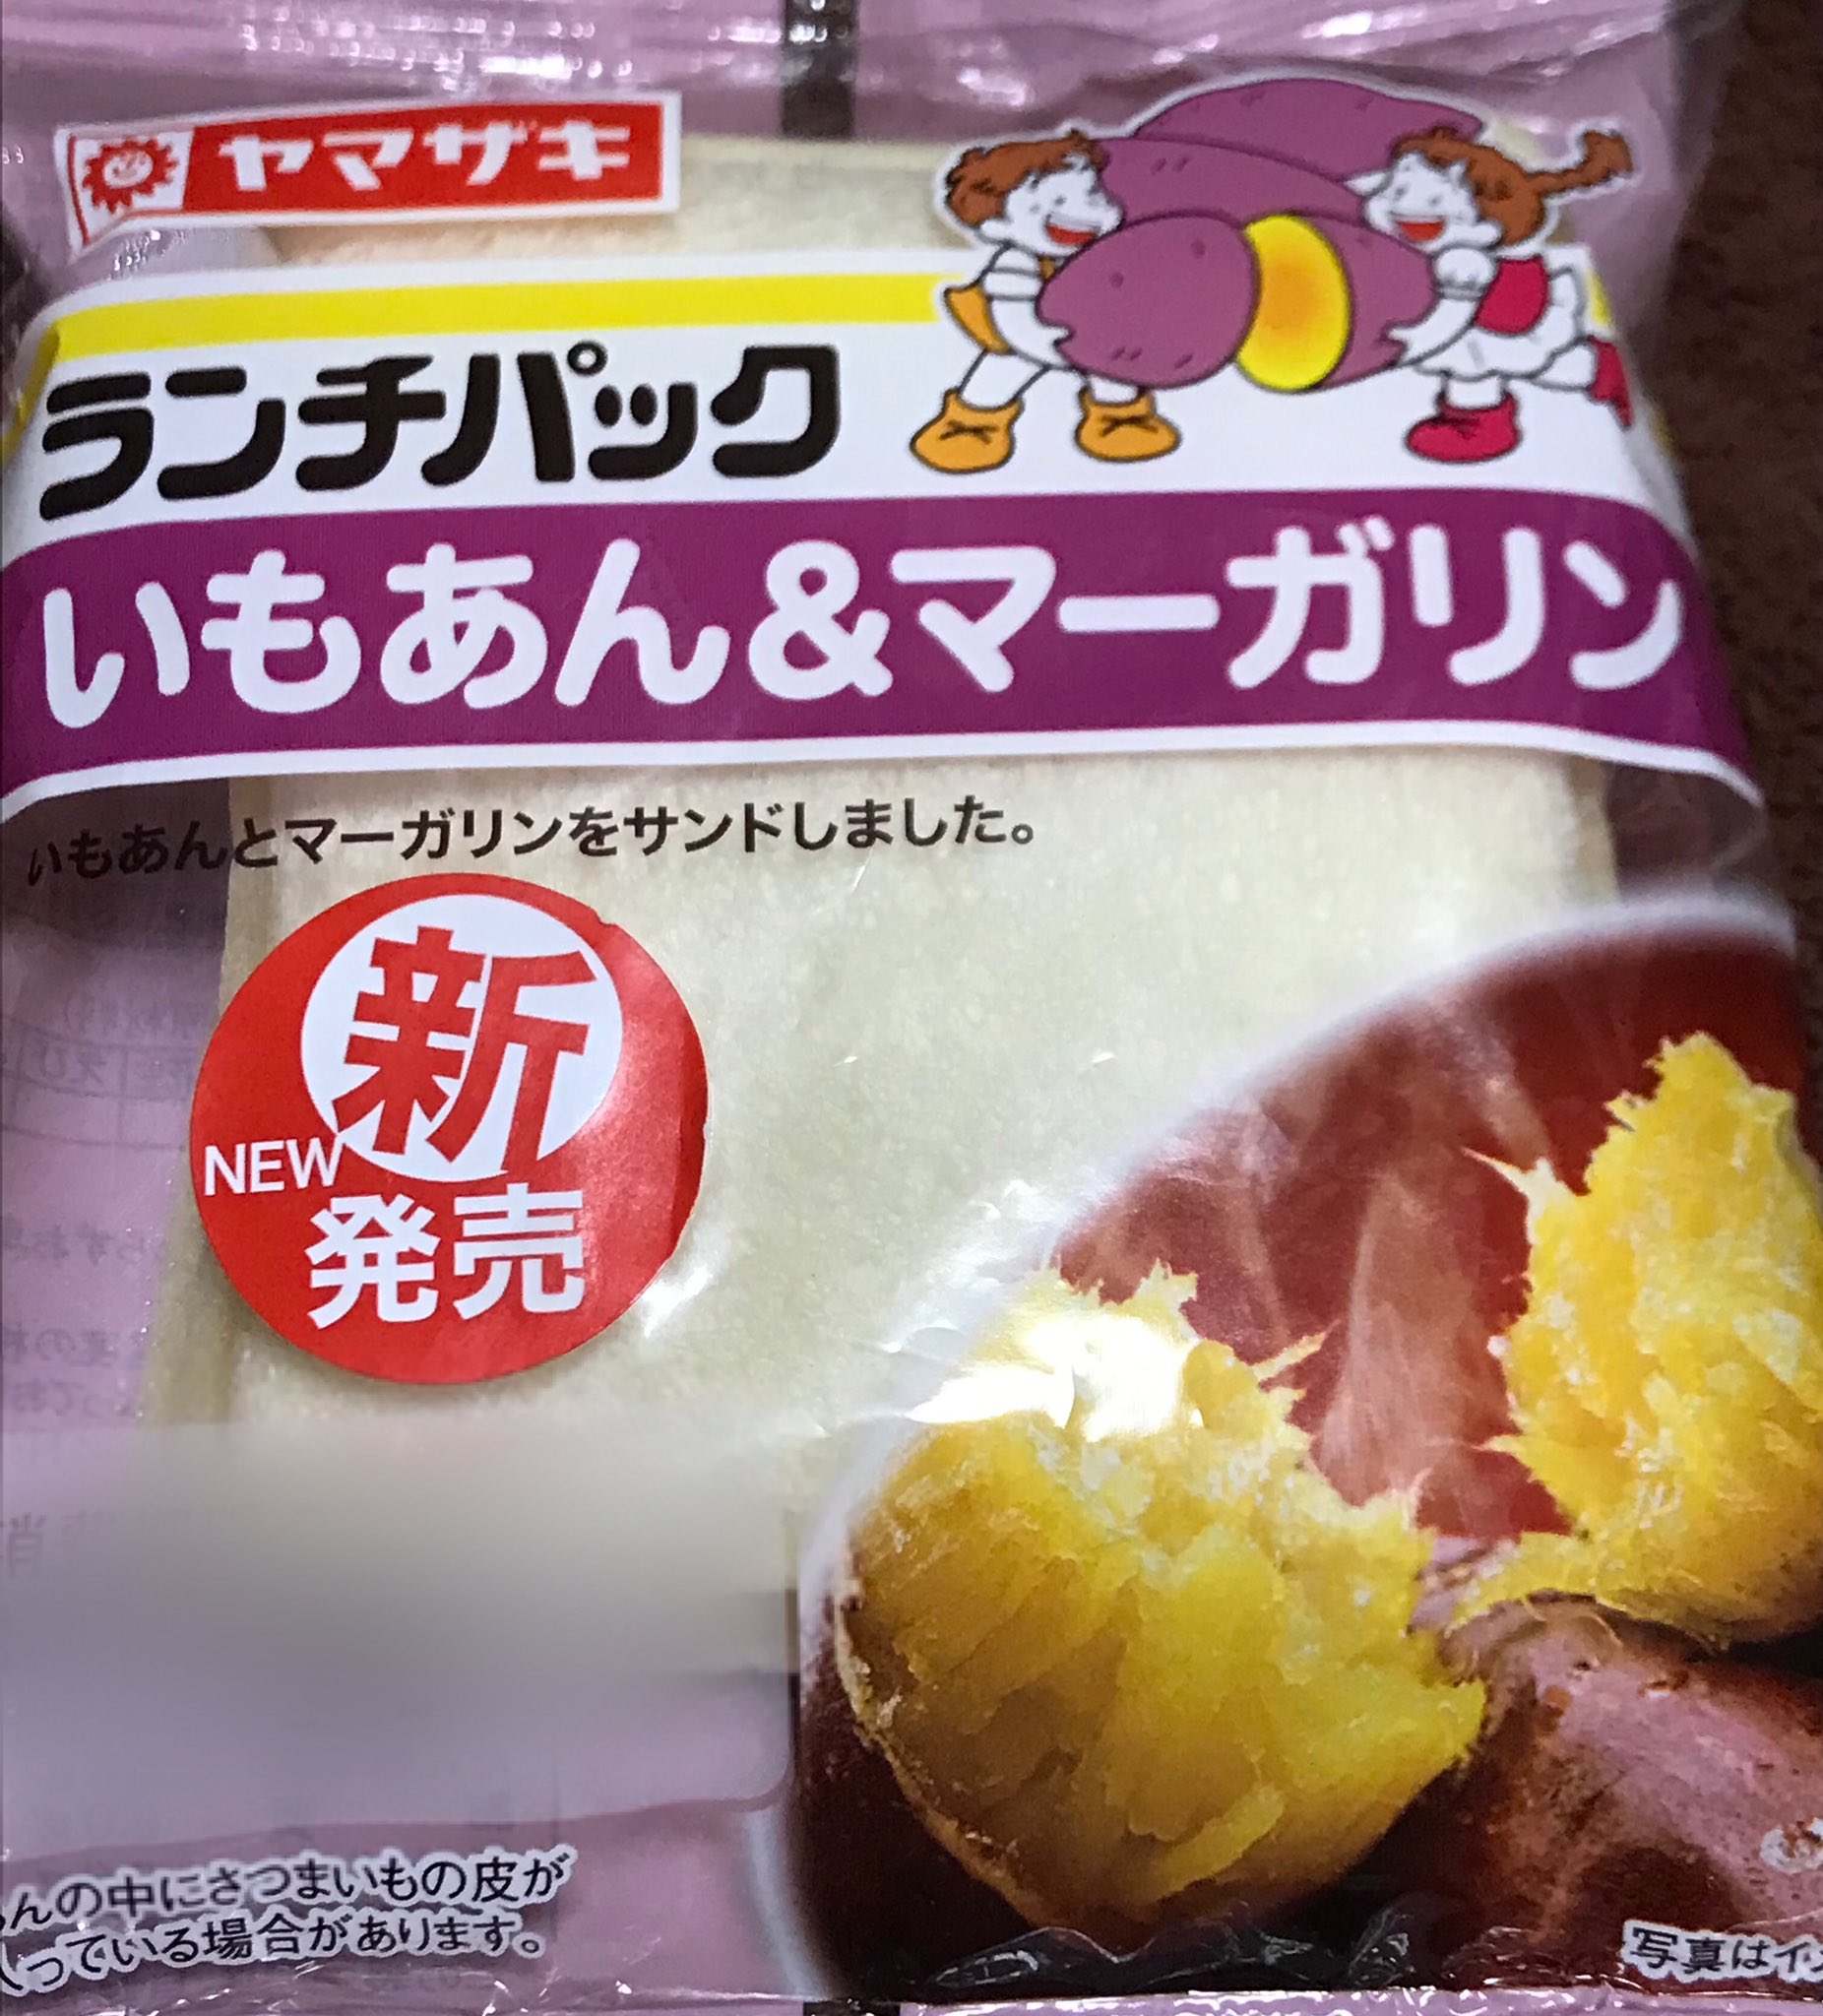 ヤマザキ
ランチパック
いもあん&マーガリン
いもあんとマーガリンをサンドしました。
新
NEW
発売
んの中にさつまいもの皮が
っている場合があります。
写真はイ